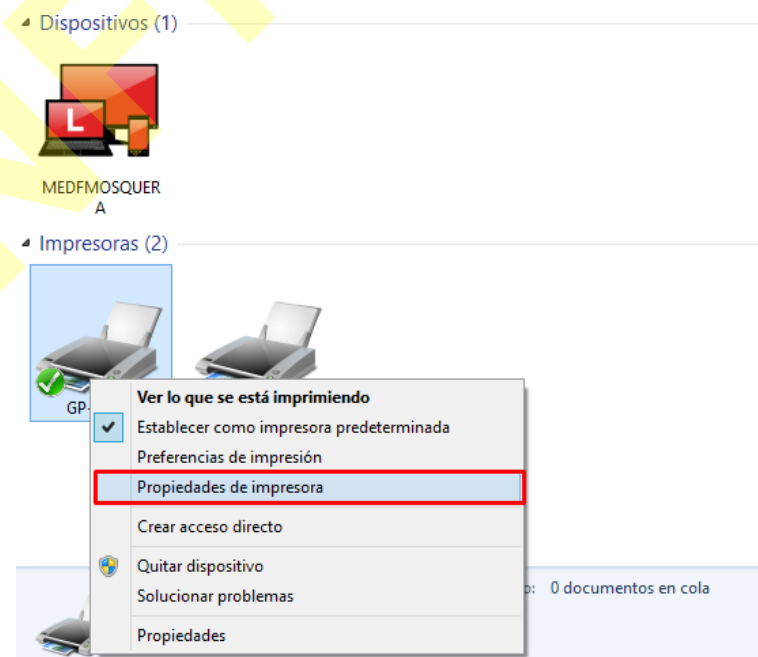 Dispositivos (1)
L
MEDFMOSQUER
A
Impresoras (2)
GP-
Ver lo que se está imprimiendo
Establecer como impresora predeterminada
Preferencias de impresión
Propiedades de impresora
Crear acceso directo
Quitar dispositivo
0 documentos en cola
Solucionar problemas
Propiedades